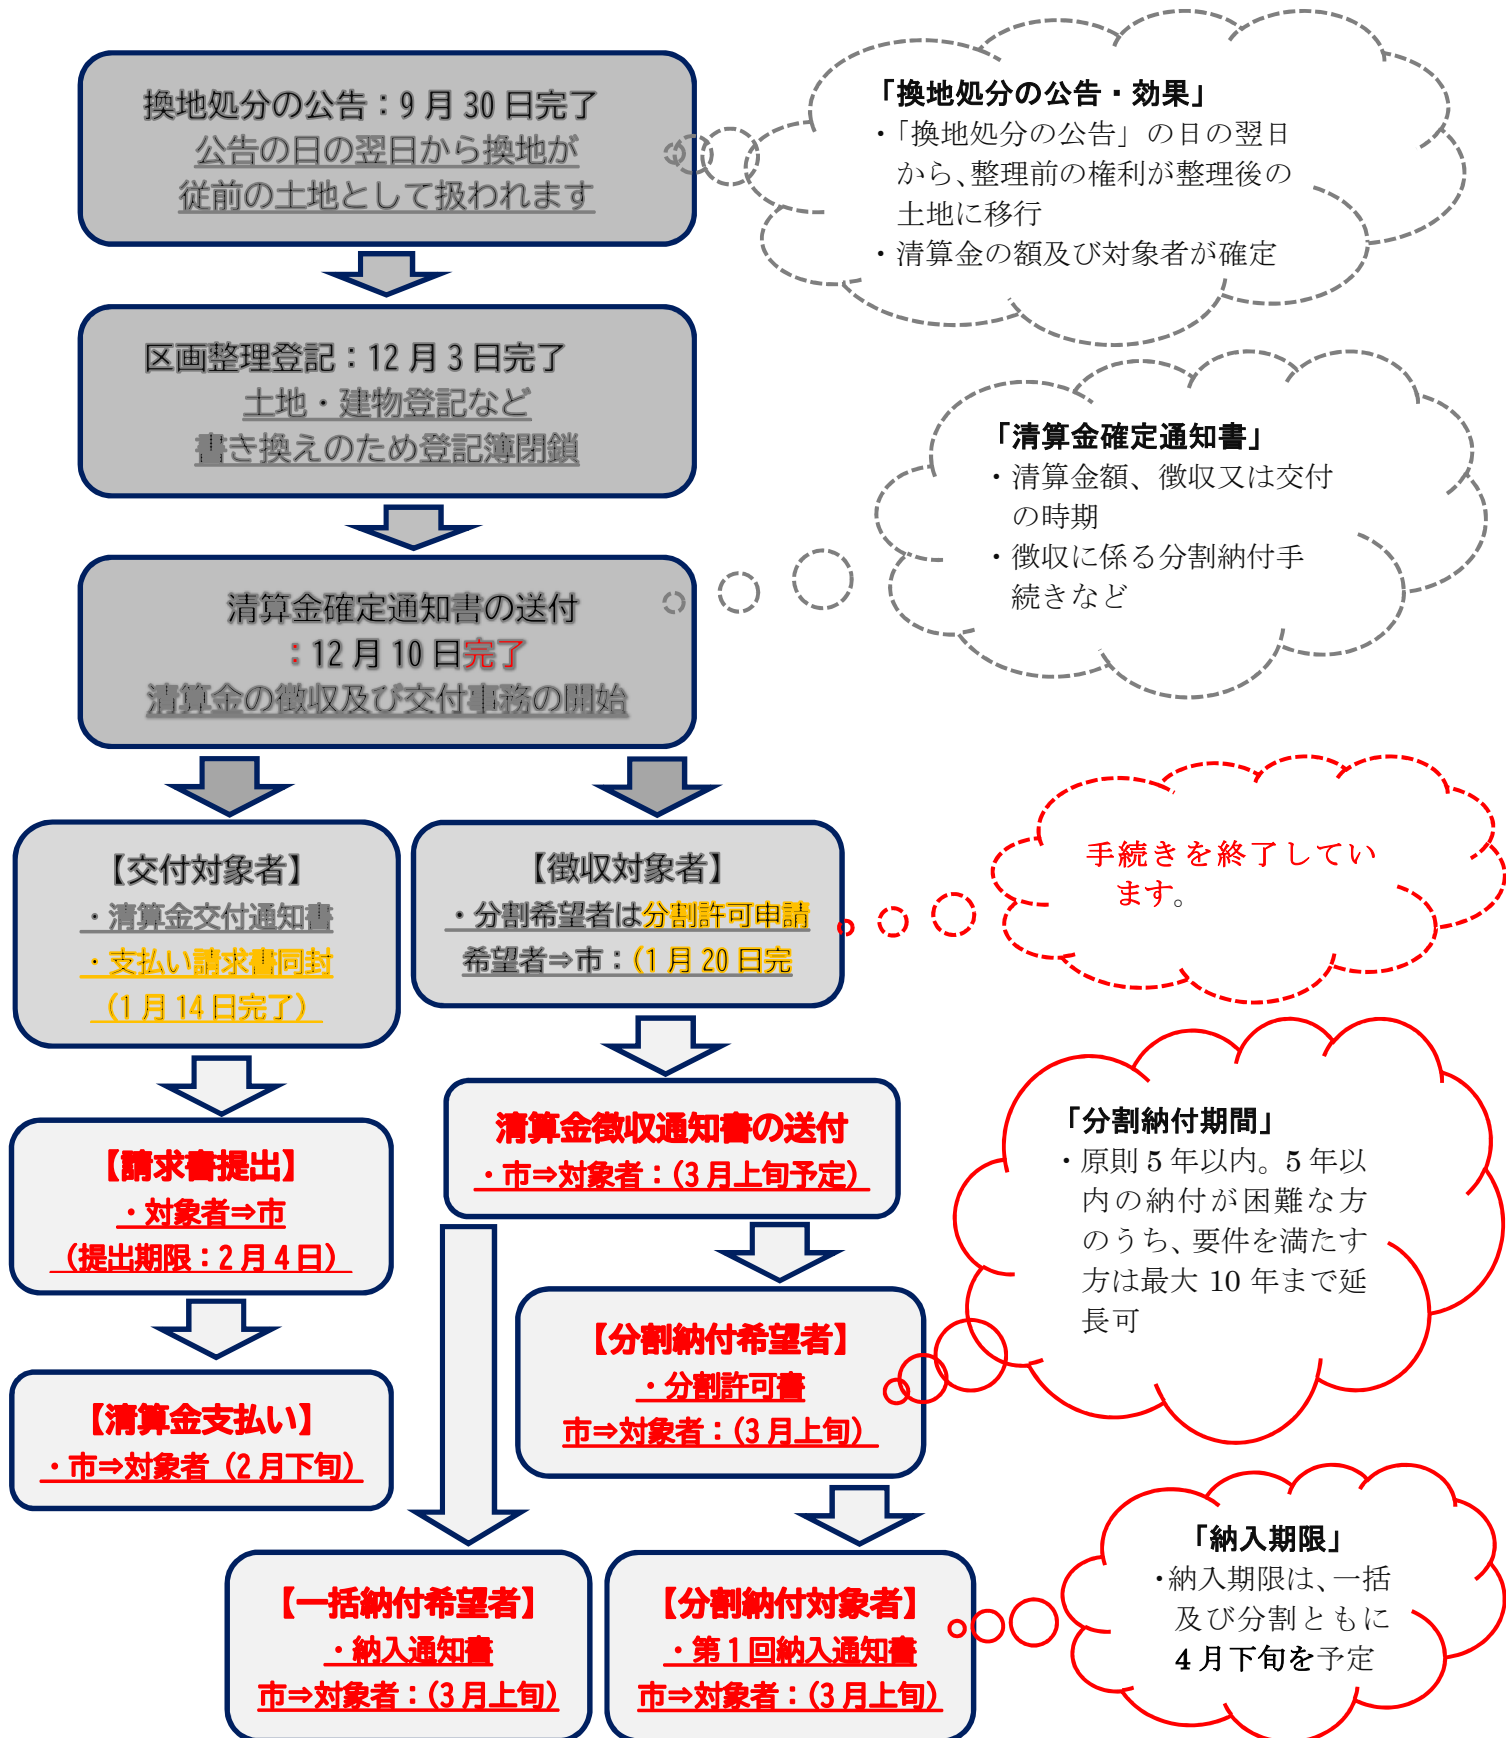 換地処分の公告：9月30日完了
公告の日の翌日から換地が
従前の土地として扱われます
「換地処分の公告・効果」
・「換地処分の公告」の日の翌日
から、整理前の権利が整理後の
土地に移行
・清算金の額及び対象者が確定
区画整理登記：12月3日完了
土地・建物登記など
書き換えのため登記簿閉鎖
「清算金確定通知書」
・清算金額、徴収又は交付
の時期
・徴収に係る分割納付手
続きなど
清算金確定通知書の送付
：12月10日完了
清算金の徴収及び交付事務の開始
【交付対象者】
・清算金交付通知書
・支払い請求書同封
（1月14日完了）
【徴収対象者】
・分割希望者は分割許可申請
希望者⇒市：（1月20日完
手続きを終了してい
ます。
【請求書提出】
・対象者⇒市
（提出期限：2月4日）
清算金徴収通知書の送付
・市⇒対象者：（3月上旬予定）
「分割納付期間」
・原則5年以内。5年以
内の納付が困難な方
のうち、要件を満たす
方は最大10年まで延
長可
【清算金支払い】
・市⇒対象者（2月下旬）
【分割納付希望者】
・分割許可書
市⇒対象者：（3月上旬）
【一括納付希望者】
・納入通知書
市⇒対象者：（3月上旬）
【分割納付対象者】
・第1回納入通知書
市⇒対象者：（3月上旬）
「納入期限」
・納入期限は、一括
及び分割ともに
4月下旬を予定